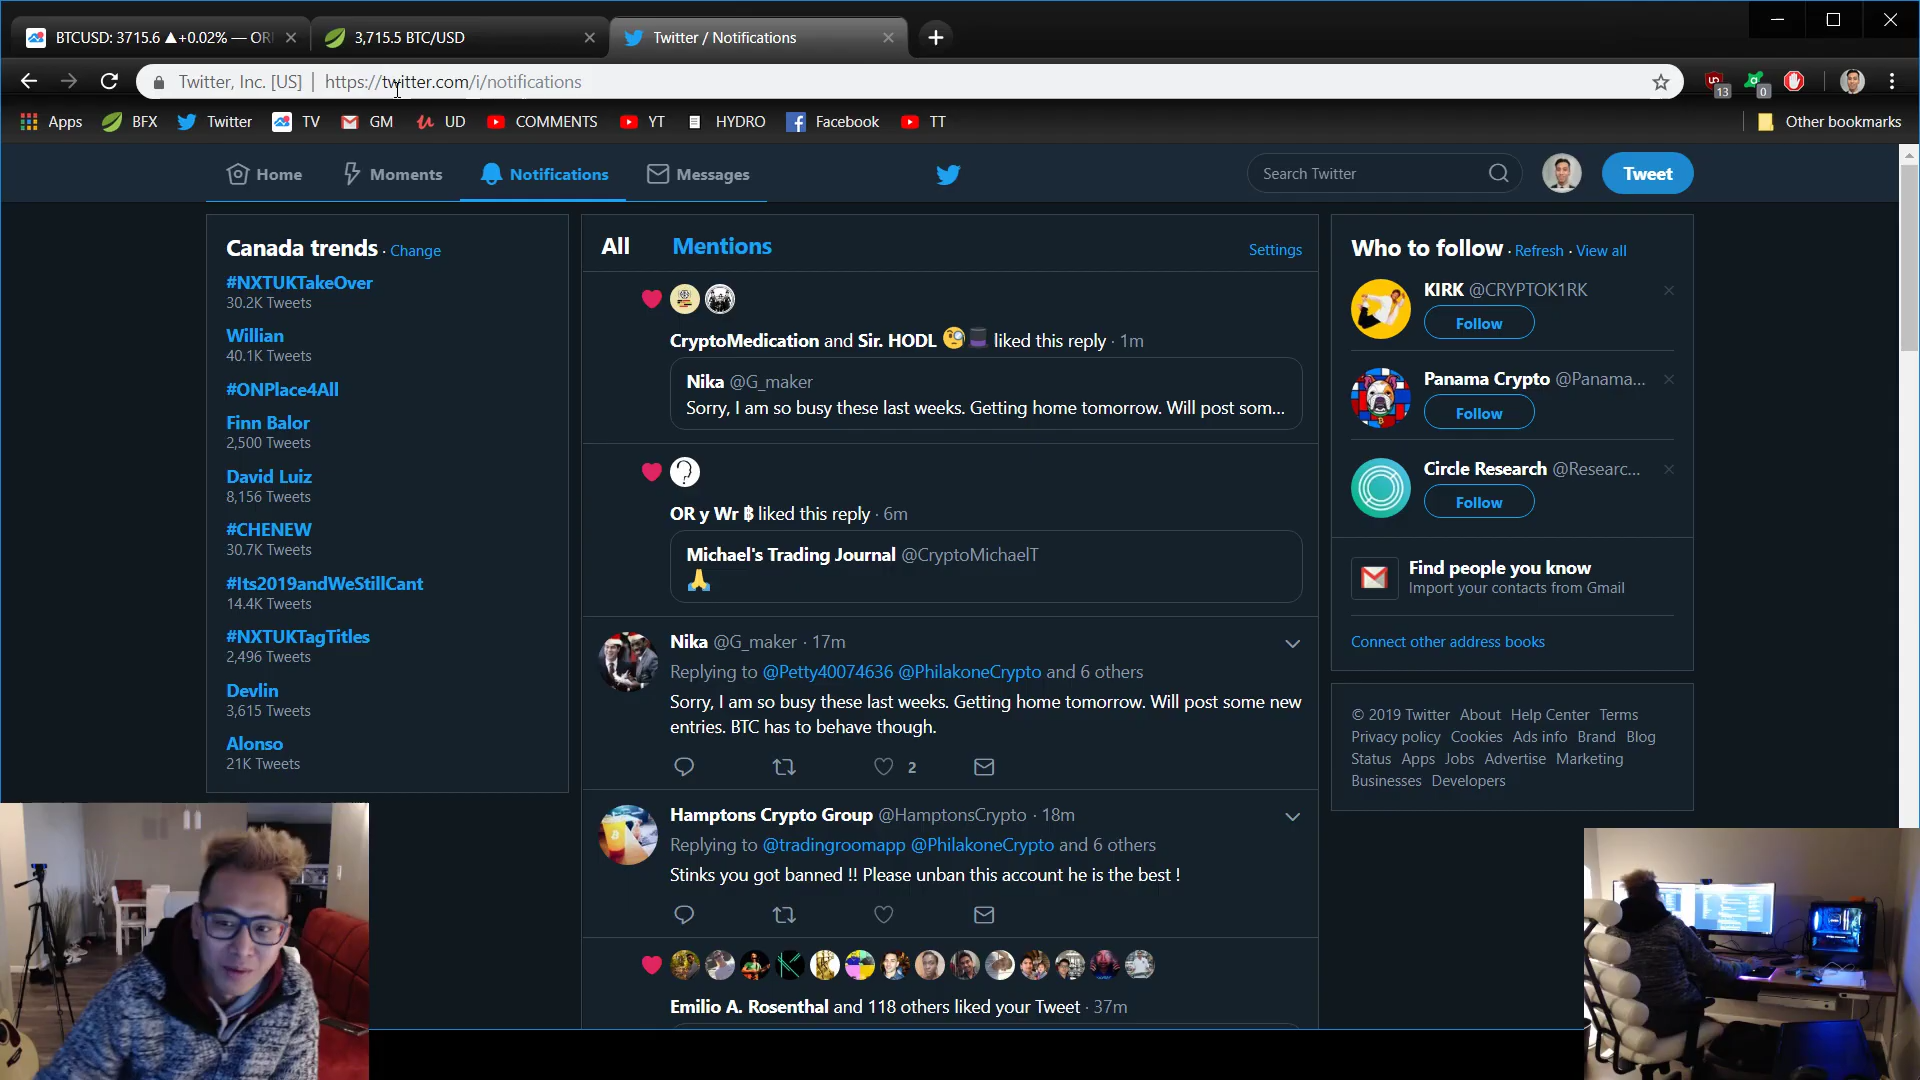 BTCUSD: 3715.6 ▲+0.02% — ORI
3,715.5 BTC/USD
Twitter / Notifications
Twitter, Inc. [US] | https://twitter.com/i/notifications
13
0
Apps BFX Twitter TV GM UD COMMENTS YT HYDRO Facebook TT Other bookmarks
Home Moments Notifications Messages
Search Twitter
Tweet
Canada trends · Change
#NXTUKTakeOver
30.2K Tweets
Willian
40.1K Tweets
#ONPlace4All
Finn Balor
2,500 Tweets
David Luiz
8,156 Tweets
#CHENEW
30.7K Tweets
#Its2019andWeStillCant
14.4K Tweets
#NXTUKTagTitles
2,496 Tweets
Devlin
3,615 Tweets
Alonso
21K Tweets
All Mentions Settings
CryptoMedication and Sir. HODL 🧐🎩 liked this reply · 1m
Nika @G_maker
Sorry, I am so busy these last weeks. Getting home tomorrow. Will post som...
OR y Wr ₿ liked this reply · 6m
Michael's Trading Journal @CryptoMichaelT
🙏
Nika @G_maker · 17m
Replying to @Petty40074636 @PhilakoneCrypto and 6 others
Sorry, I am so busy these last weeks. Getting home tomorrow. Will post some new
entries. BTC has to behave though.
2
Hamptons Crypto Group @HamptonsCrypto · 18m
Replying to @tradingroomapp @PhilakoneCrypto and 6 others
Stinks you got banned !! Please unban this account he is the best !
Emilio A. Rosenthal and 118 others liked your Tweet · 37m
Who to follow · Refresh · View all
KIRK @CRYPTOK1RK
Follow
Panama Crypto @Panama...
Follow
Circle Research @Researc...
Follow
Find people you know
Import your contacts from Gmail
Connect other address books
© 2019 Twitter About Help Center Terms
Privacy policy Cookies Ads info Brand Blog
Status Apps Jobs Advertise Marketing
Businesses Developers